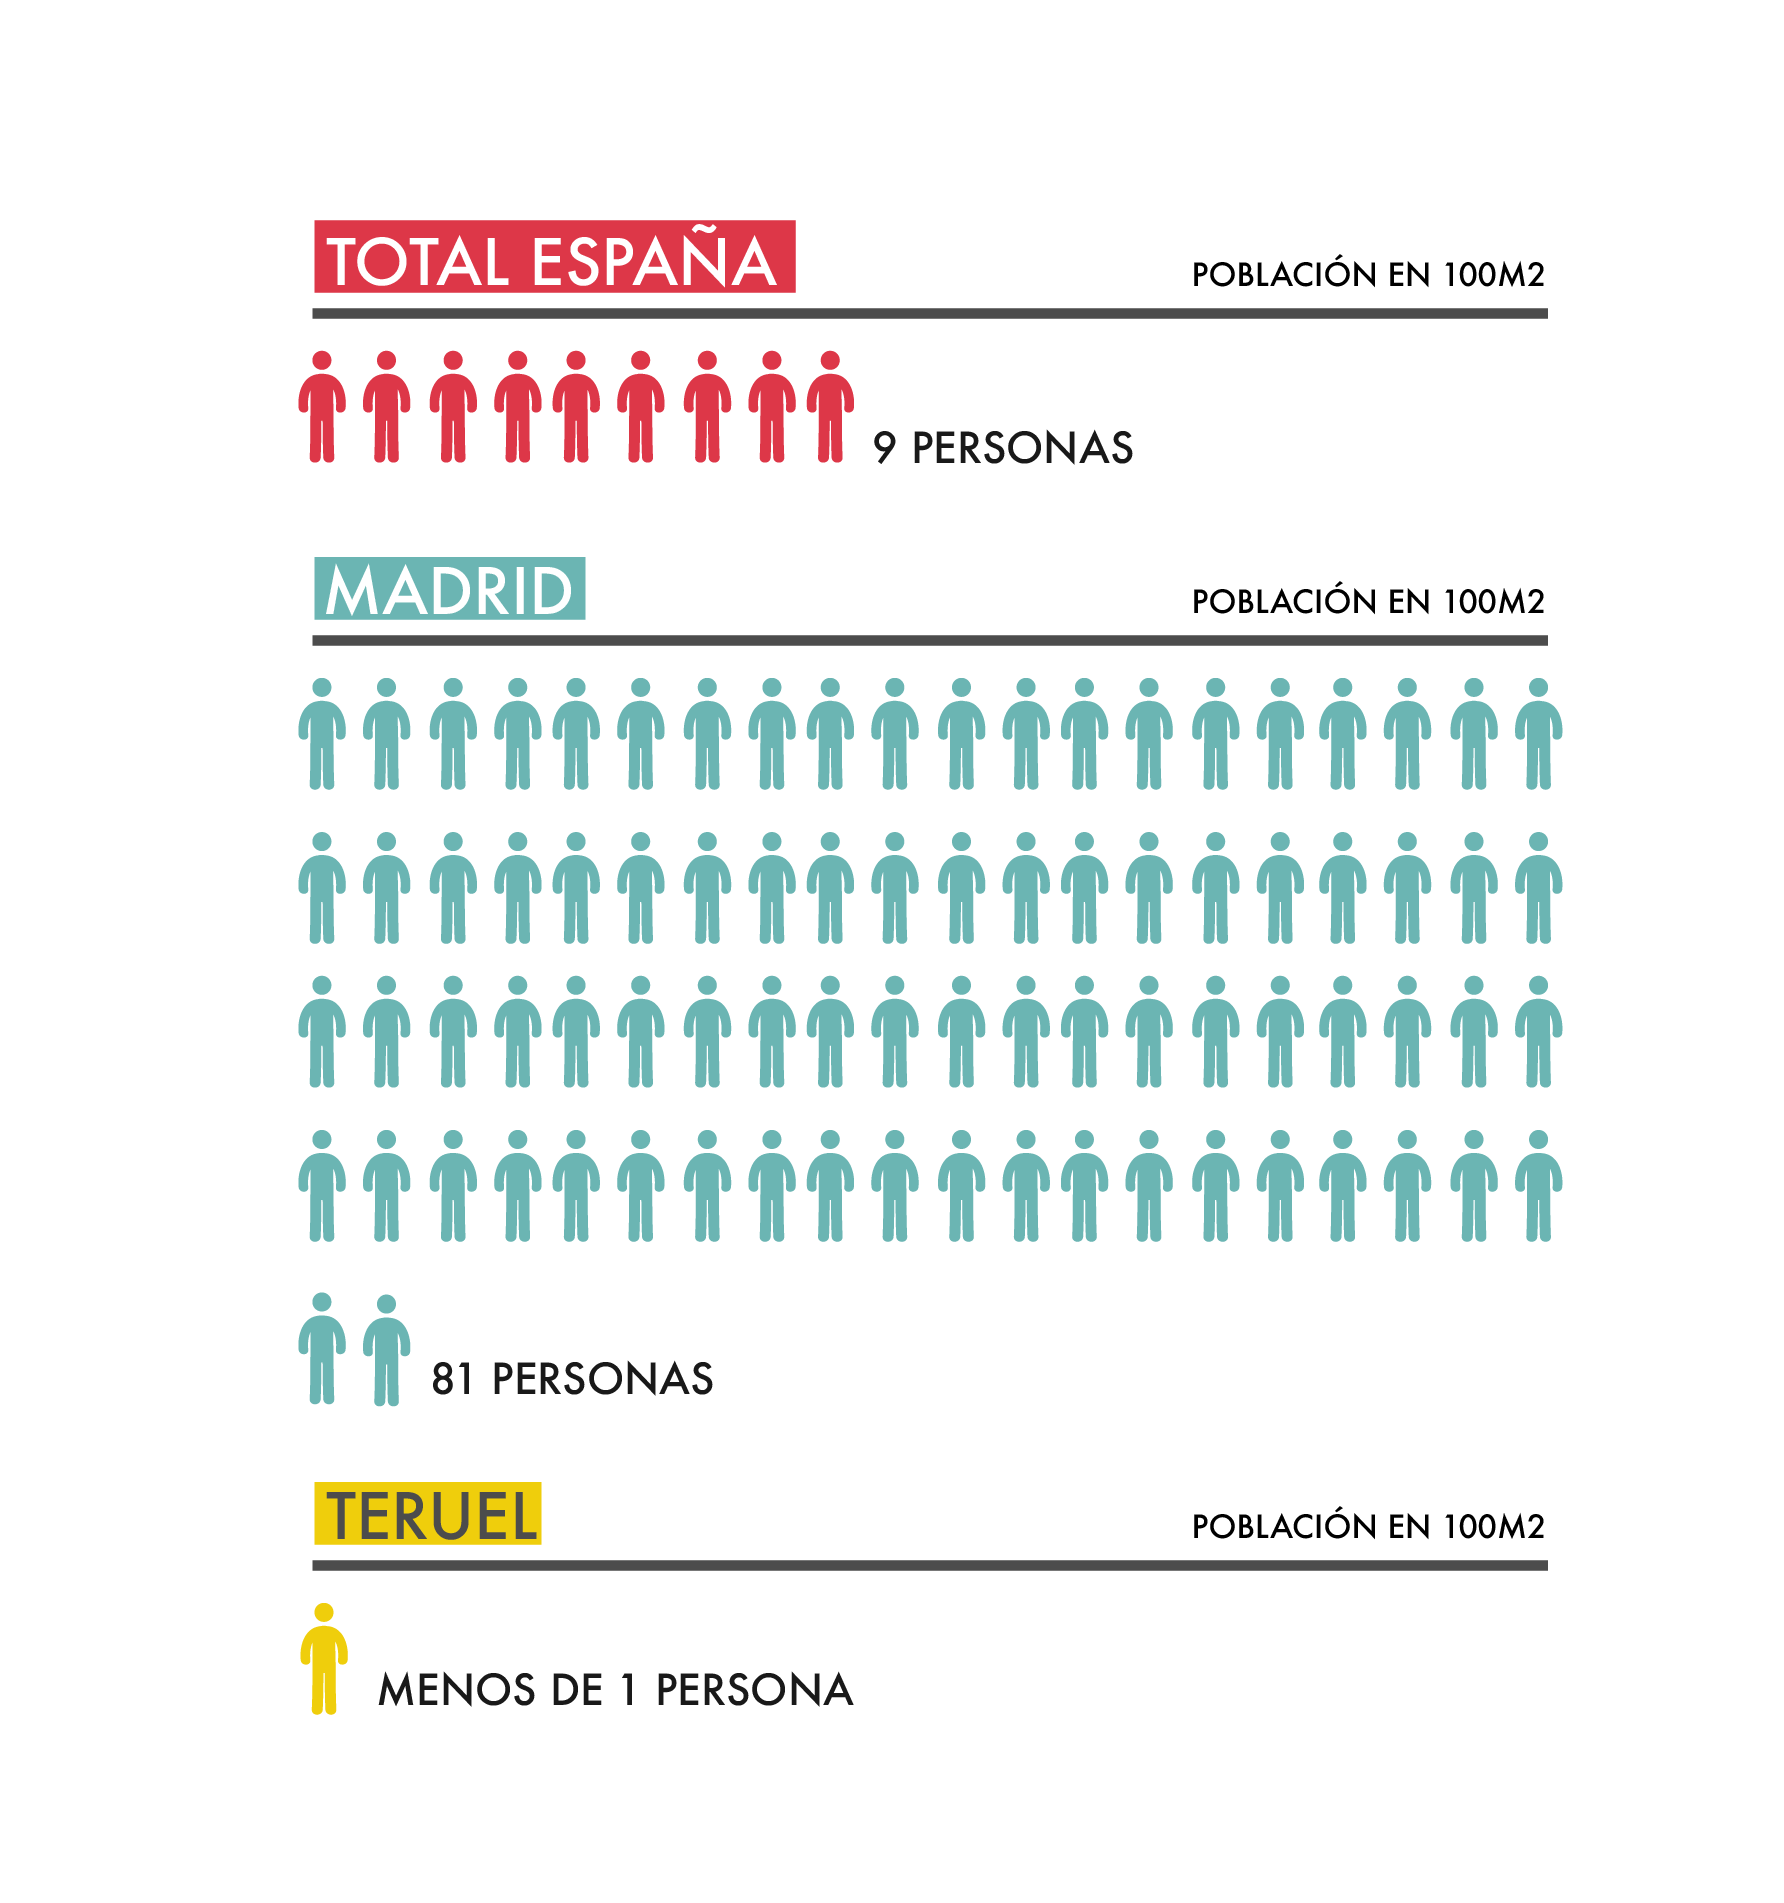 TOTAL ESPAÑA
POBLACIÓN EN 100M2
9 PERSONAS
MADRID
POBLACIÓN EN 100M2
81 PERSONAS
TERUEL
POBLACIÓN EN 100M2
MENOS DE 1 PERSONA